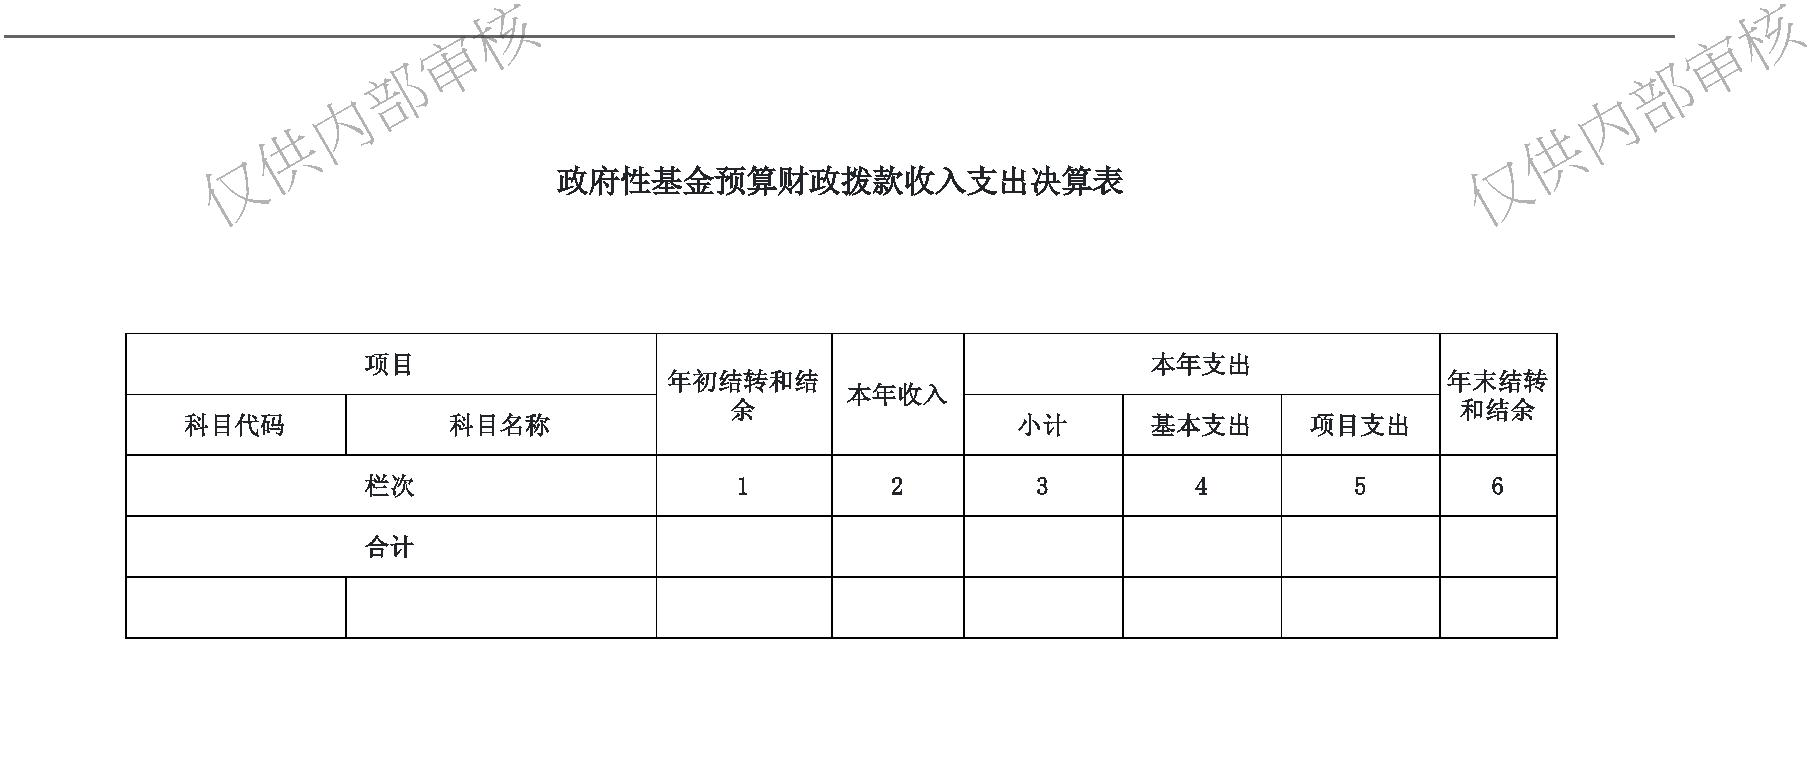 仅供内部审核
仅供内部审核
政府性基金预算财政拨款收入支出决算表
项目
年初结转和结
余
本年收入
本年支出
年末结转
和结余
科目代码
科目名称
小计
基本支出
项目支出
栏次
1
2
3
4
5
6
合计